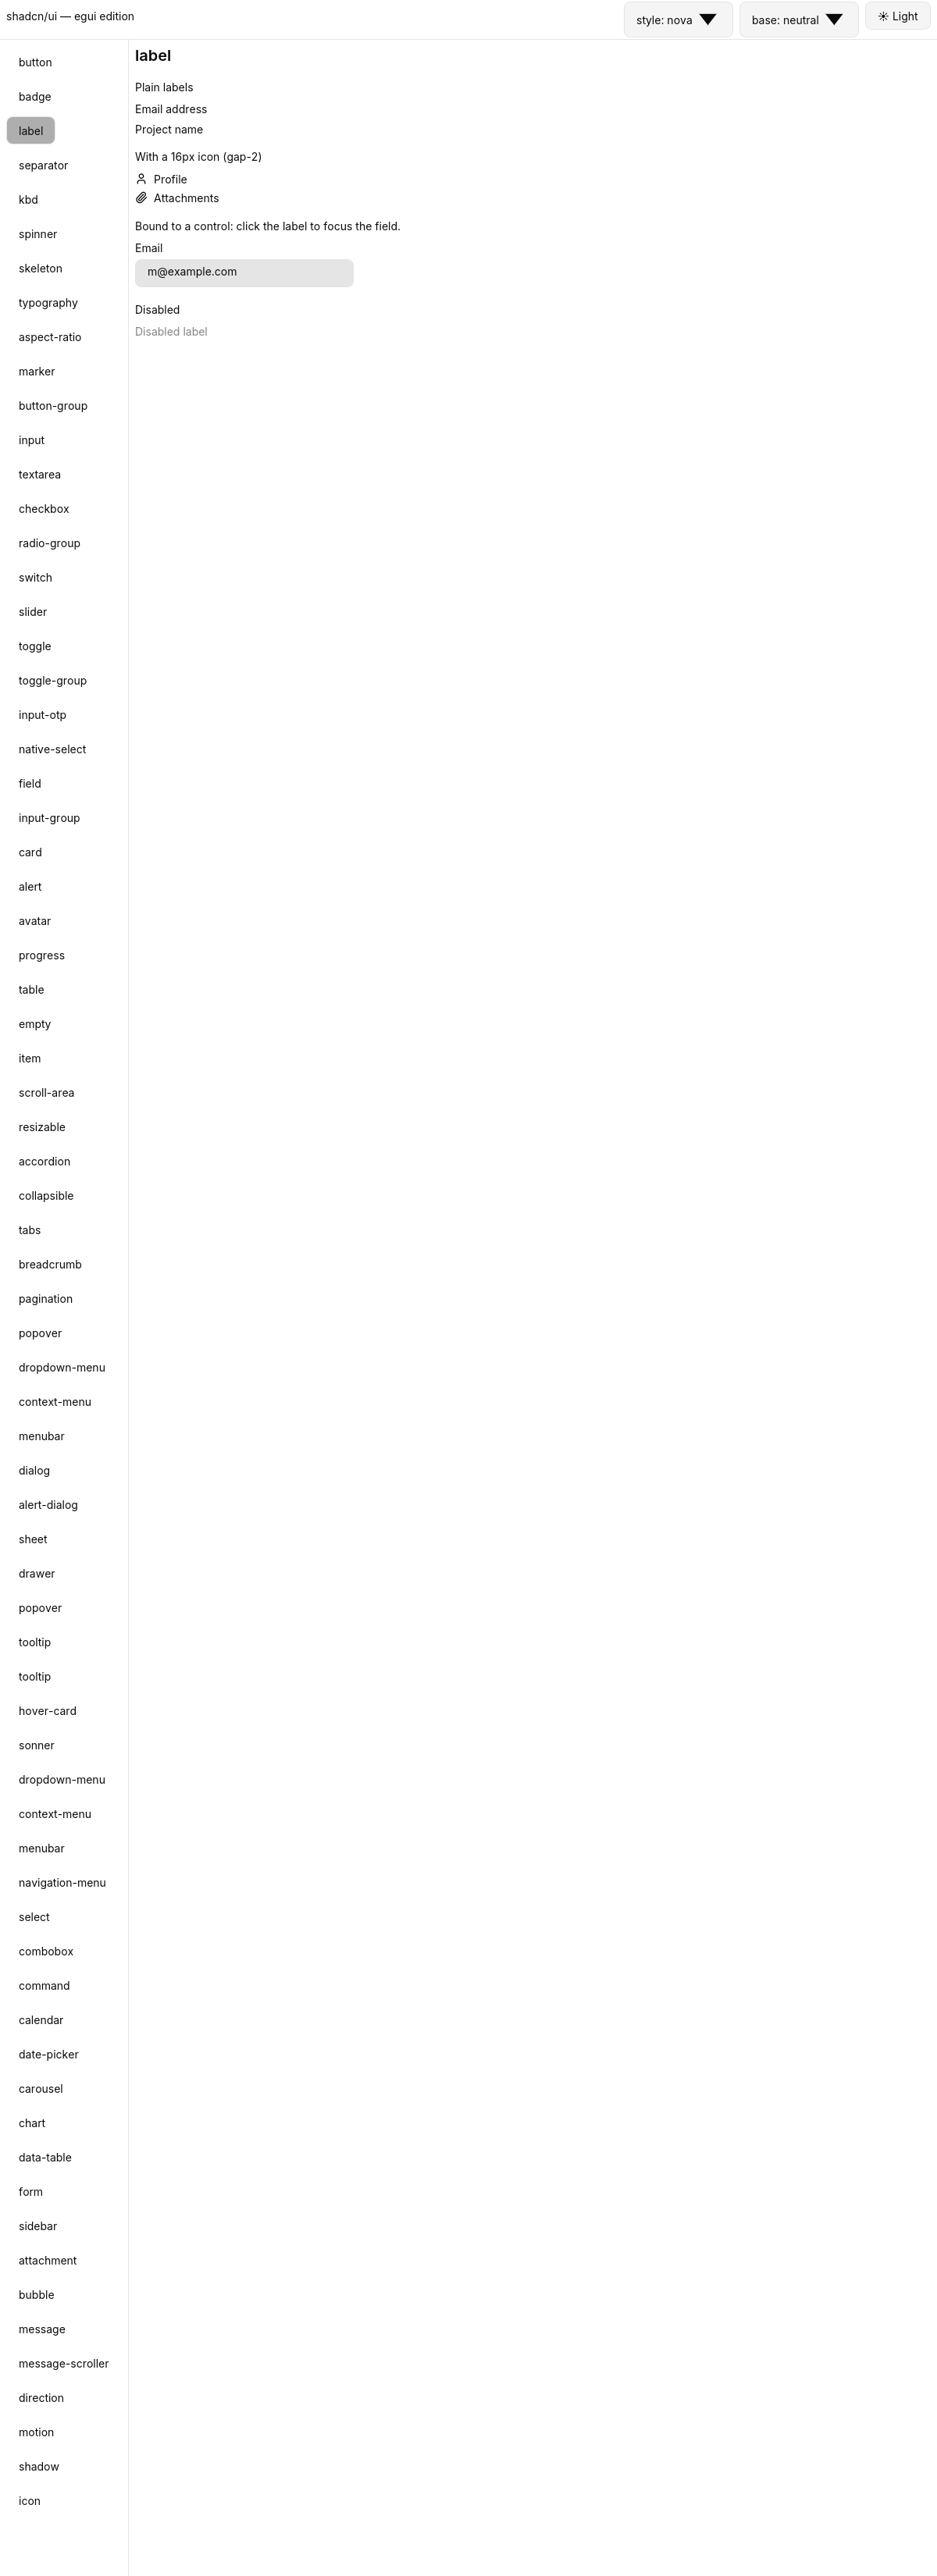 shadcn/ui — egui edition
style: nova
base: neutral
☀ Light
button
badge
label
separator
kbd
spinner
skeleton
typography
aspect-ratio
marker
button-group
input
textarea
checkbox
radio-group
switch
slider
toggle
toggle-group
input-otp
native-select
field
input-group
card
alert
avatar
progress
table
empty
item
scroll-area
resizable
accordion
collapsible
tabs
breadcrumb
pagination
popover
dropdown-menu
context-menu
menubar
dialog
alert-dialog
sheet
drawer
popover
tooltip
tooltip
hover-card
sonner
dropdown-menu
context-menu
menubar
navigation-menu
select
combobox
command
calendar
date-picker
carousel
chart
data-table
form
sidebar
attachment
bubble
message
message-scroller
direction
motion
shadow
icon
label
Plain labels
Email address
Project name
With a 16px icon (gap-2)
Profile
Attachments
Bound to a control: click the label to focus the field.
Email
m@example.com
Disabled
Disabled label